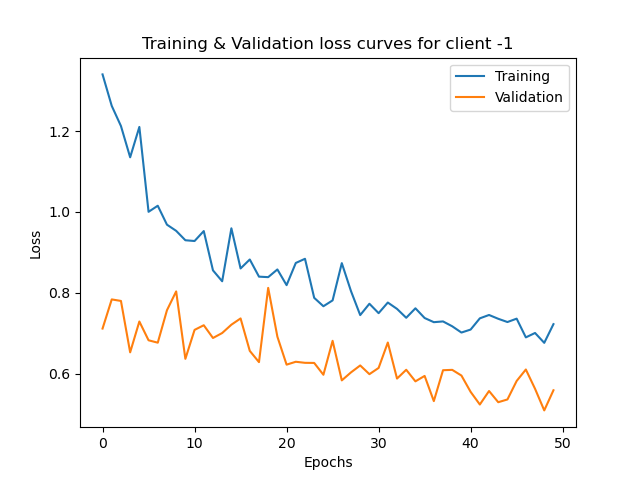 Training & Validation loss curves for client -1
Training
Validation
1.2
1.0
0.8
0.6
Loss
0 10 20 30 40 50
Epochs